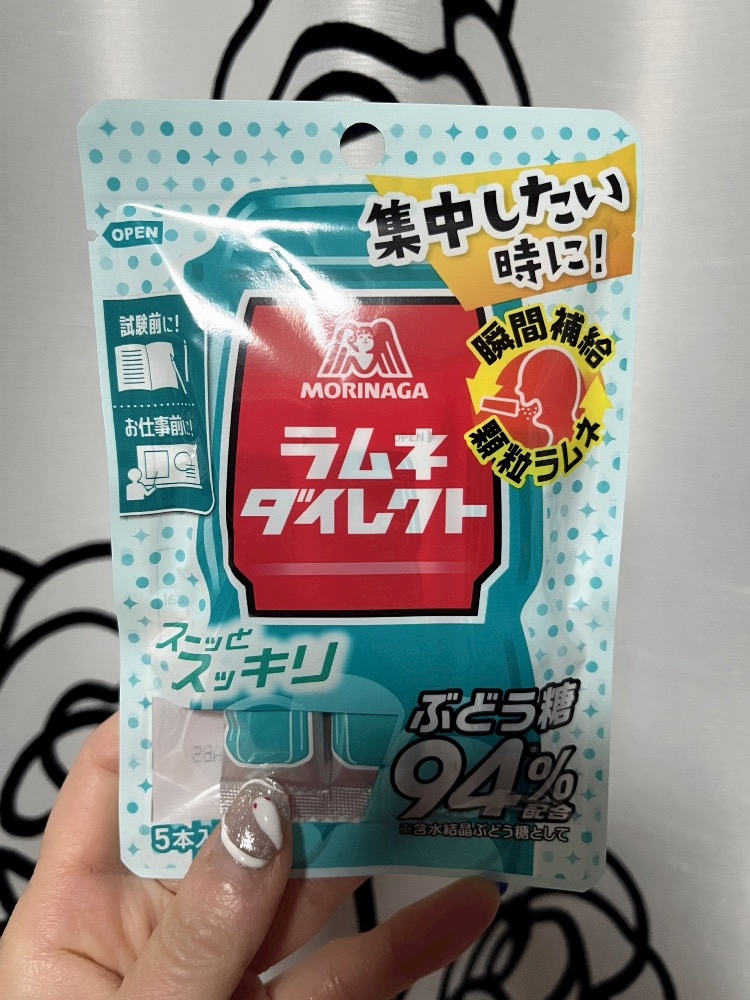 集中したい
時に!
OPEN
試験前に!
お仕事前に!
瞬間補給
顆粒ラムネ
MORINAGA
ラムネ
ダイレクト
スーッと
スッキリ
ぶどう糖
94%
配合
※含水結晶ぶどう糖として
5本入